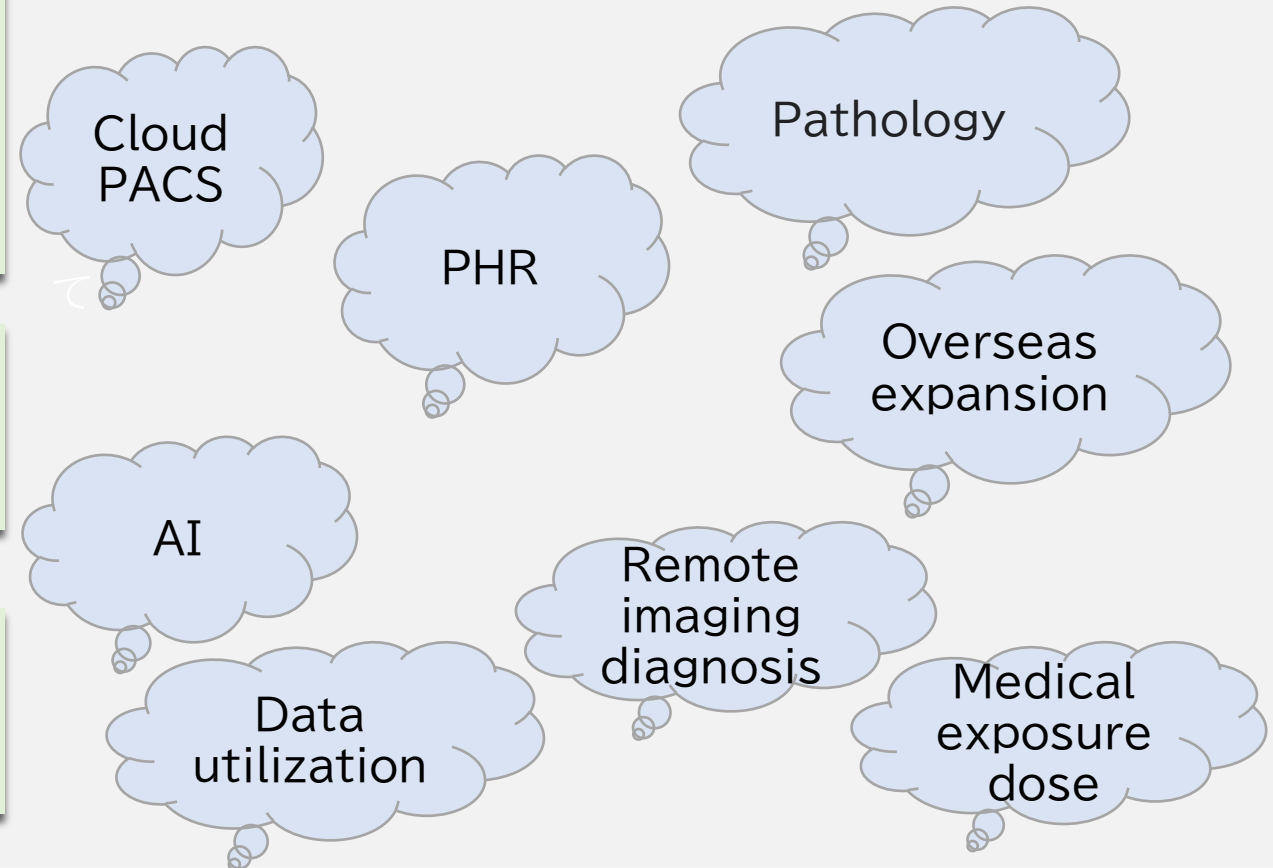 Cloud
PACS
Pathology
PHR
Overseas
expansion
AI
Remote
imaging
diagnosis
Data
utilization
Medical
exposure
dose